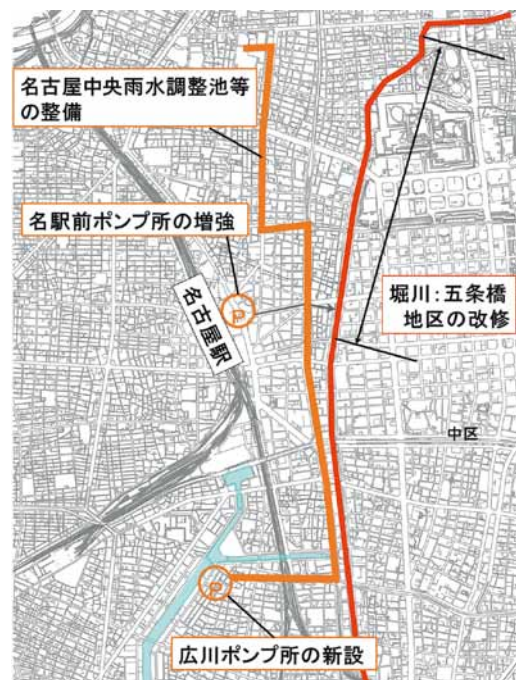 名古屋中央雨水調整池等
の整備
名駅前ポンプ所の増強
P
名古屋駅
堀川:五条橋
地区の改修
中区
P
広川ポンプ所の新設